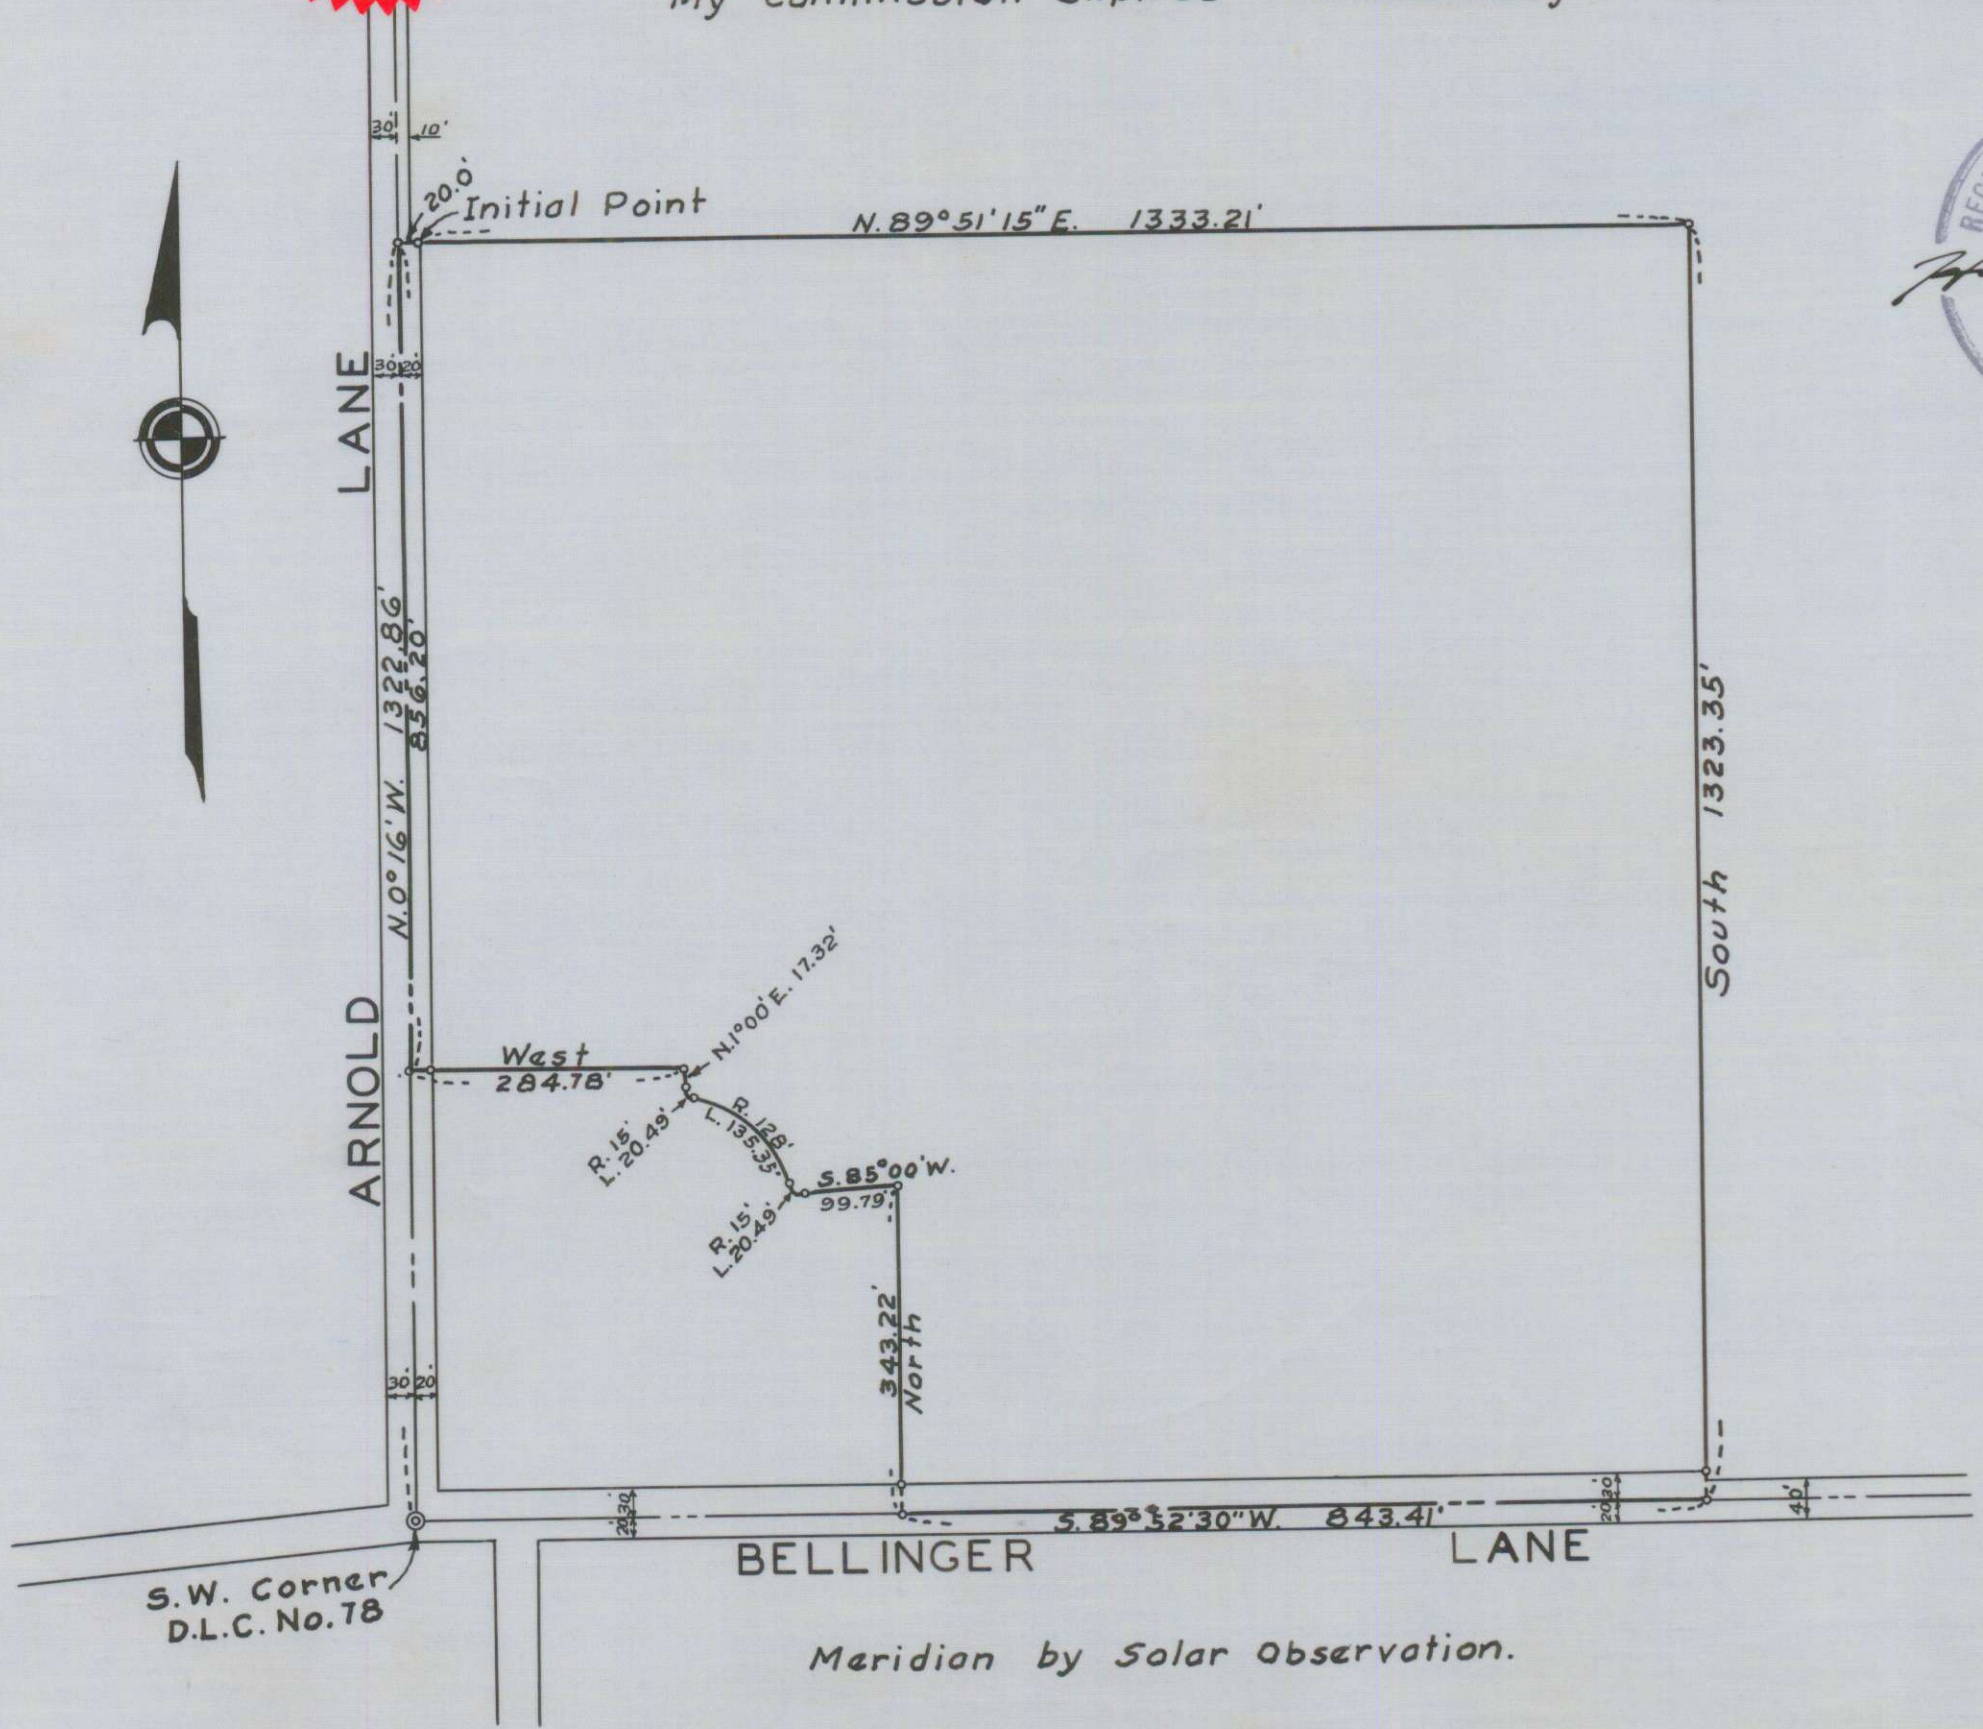 My Commission Expires
30' 10'
20.0'
Initial Point
N. 89° 51' 15" E. 1333.21'
30' 20'
ARNOLD LANE
N. 0° 16' W. 1322.86'
856.20'
South 1323.35'
N. 1° 00' E. 17.32'
West
284.78'
R. 15'
L. 20.49'
R. 128'
L. 135.35'
S. 85° 00' W.
99.79'
R. 15'
L. 20.49'
343.22'
North
30' 20'
20' 30'
S. 89° 52' 30" W. 843.41'
20' 30'
40'
BELLINGER LANE
S.W. Corner
D.L.C. No. 78
Meridian by Solar Observation.